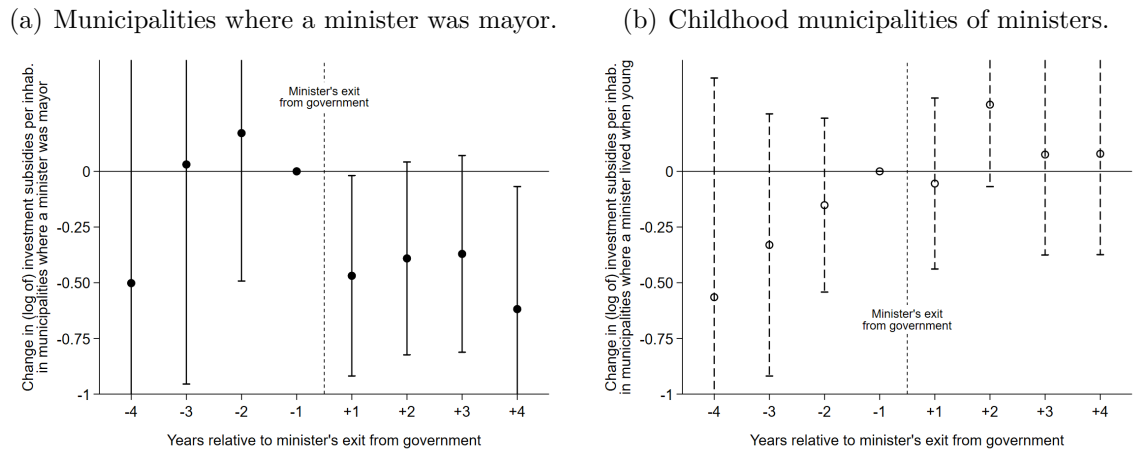 (a) Municipalities where a minister was mayor.
Change in (log of) investment subsidies per inhab.
in municipalities where a minister was mayor
0
-0.25
-0.50
-0.75
-1
Minister's exit
from government
-4 -3 -2 -1 +1 +2 +3 +4
Years relative to minister's exit from government
(b) Childhood municipalities of ministers.
Change in (log of) investment subsidies per inhab.
in municipalities where a minister lived when young
0
-0.25
-0.50
-0.75
-1
Minister's exit
from government
-4 -3 -2 -1 +1 +2 +3 +4
Years relative to minister's exit from government